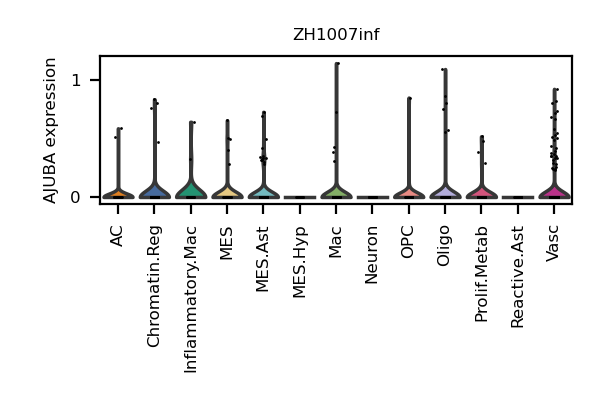 ZH1007inf
AJUBA expression
1
0
AC
Chromatin.Reg
Inflammatory.Mac
MES
MES.Ast
MES.Hyp
Mac
Neuron
OPC
Oligo
Prolif.Metab
Reactive.Ast
Vasc